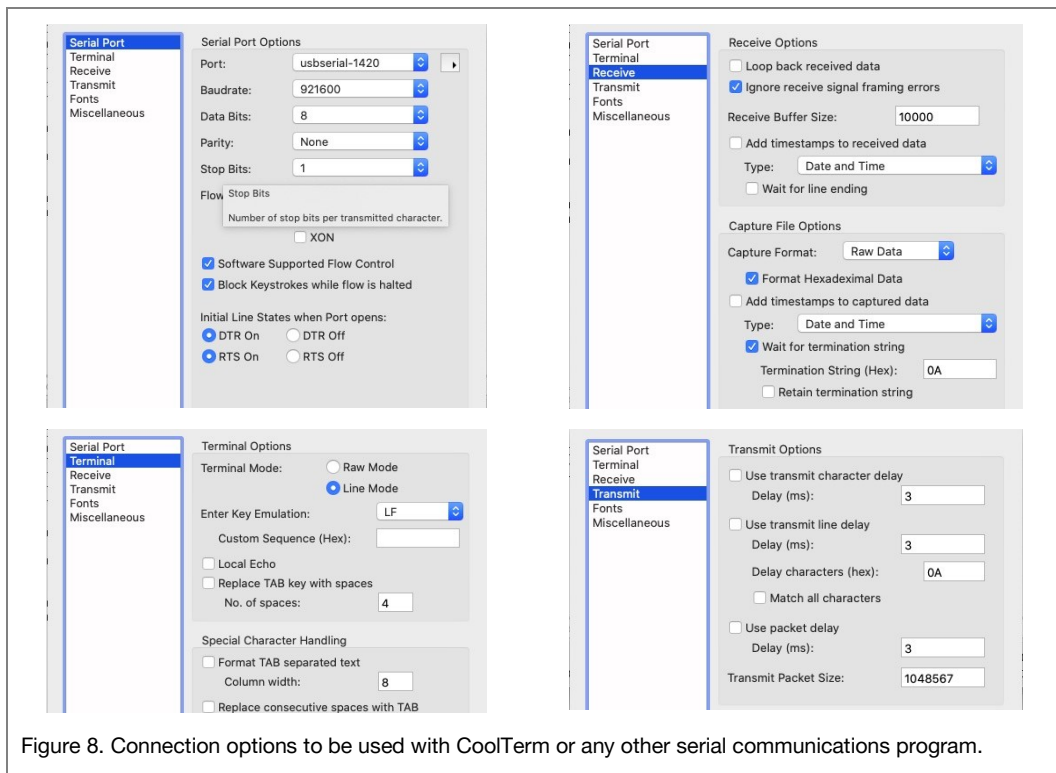 Serial Port
Terminal
Receive
Transmit
Fonts
Miscellaneous
Serial Port Options
Port: usbserial-1420
Baudrate: 921600
Data Bits: 8
Parity: None
Stop Bits: 1
Flow
Stop Bits
Number of stop bits per transmitted character.
XON
Software Supported Flow Control
Block Keystrokes while flow is halted
Initial Line States when Port opens:
DTR On DTR Off
RTS On RTS Off
Serial Port
Terminal
Receive
Transmit
Fonts
Miscellaneous
Receive Options
Loop back received data
Ignore receive signal framing errors
Receive Buffer Size: 10000
Add timestamps to received data
Type: Date and Time
Wait for line ending
Capture File Options
Capture Format: Raw Data
Format Hexadeximal Data
Add timestamps to captured data
Type: Date and Time
Wait for termination string
Termination String (Hex): 0A
Retain termination string
Serial Port
Terminal
Receive
Transmit
Fonts
Miscellaneous
Terminal Options
Terminal Mode: Raw Mode
Line Mode
Enter Key Emulation: LF
Custom Sequence (Hex):
Local Echo
Replace TAB key with spaces
No. of spaces: 4
Special Character Handling
Format TAB separated text
Column width: 8
Replace consecutive spaces with TAB
Serial Port
Terminal
Receive
Transmit
Fonts
Miscellaneous
Transmit Options
Use transmit character delay
Delay (ms): 3
Use transmit line delay
Delay (ms): 3
Delay characters (hex): 0A
Match all characters
Use packet delay
Delay (ms): 3
Transmit Packet Size: 1048567
Figure 8. Connection options to be used with CoolTerm or any other serial communications program.